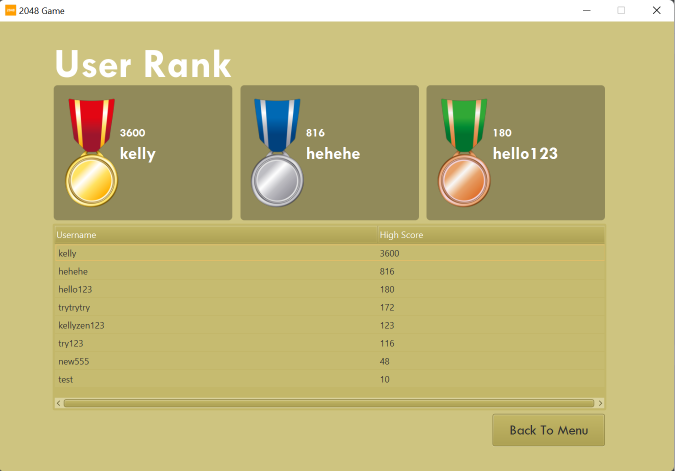 2048 Game
User Rank
3600
kelly
816
hehehe
180
hello123
Username High Score
kelly 3600
hehehe 816
hello123 180
trytrytry 172
kellyzen123 123
try123 116
new555 48
test 10
Back To Menu